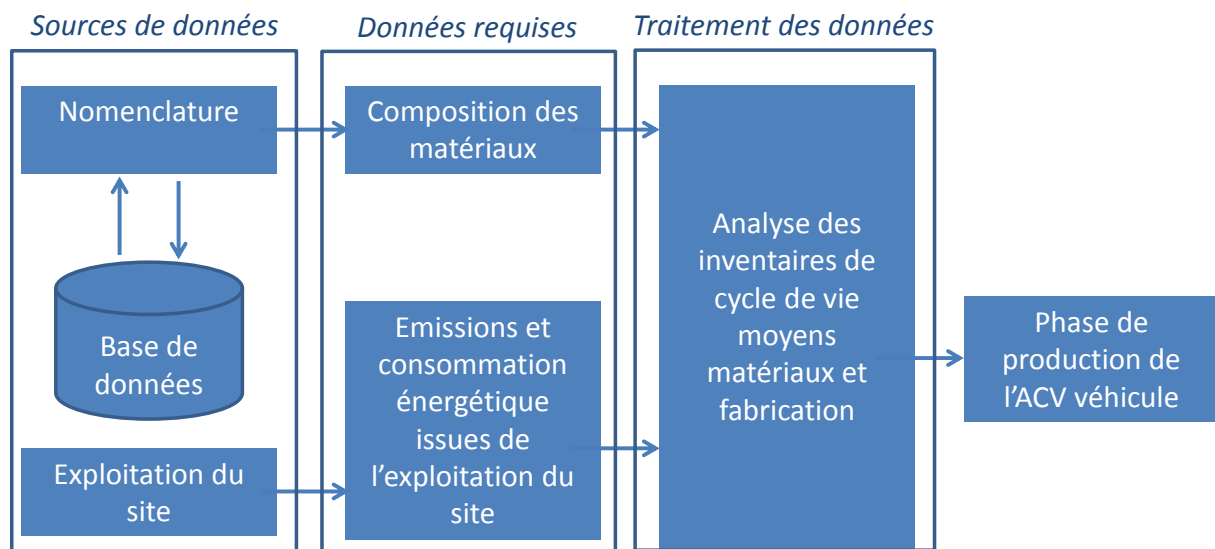 Sources de données
Nomenclature
Base de
données
Exploitation du
site
Données requises
Composition des
matériaux
Emissions et
consommation
énergétique
issues de
l’exploitation du
site
Traitement des données
Analyse des
inventaires de
cycle de vie
moyens
matériaux et
fabrication
Phase de
production de
l’ACV véhicule